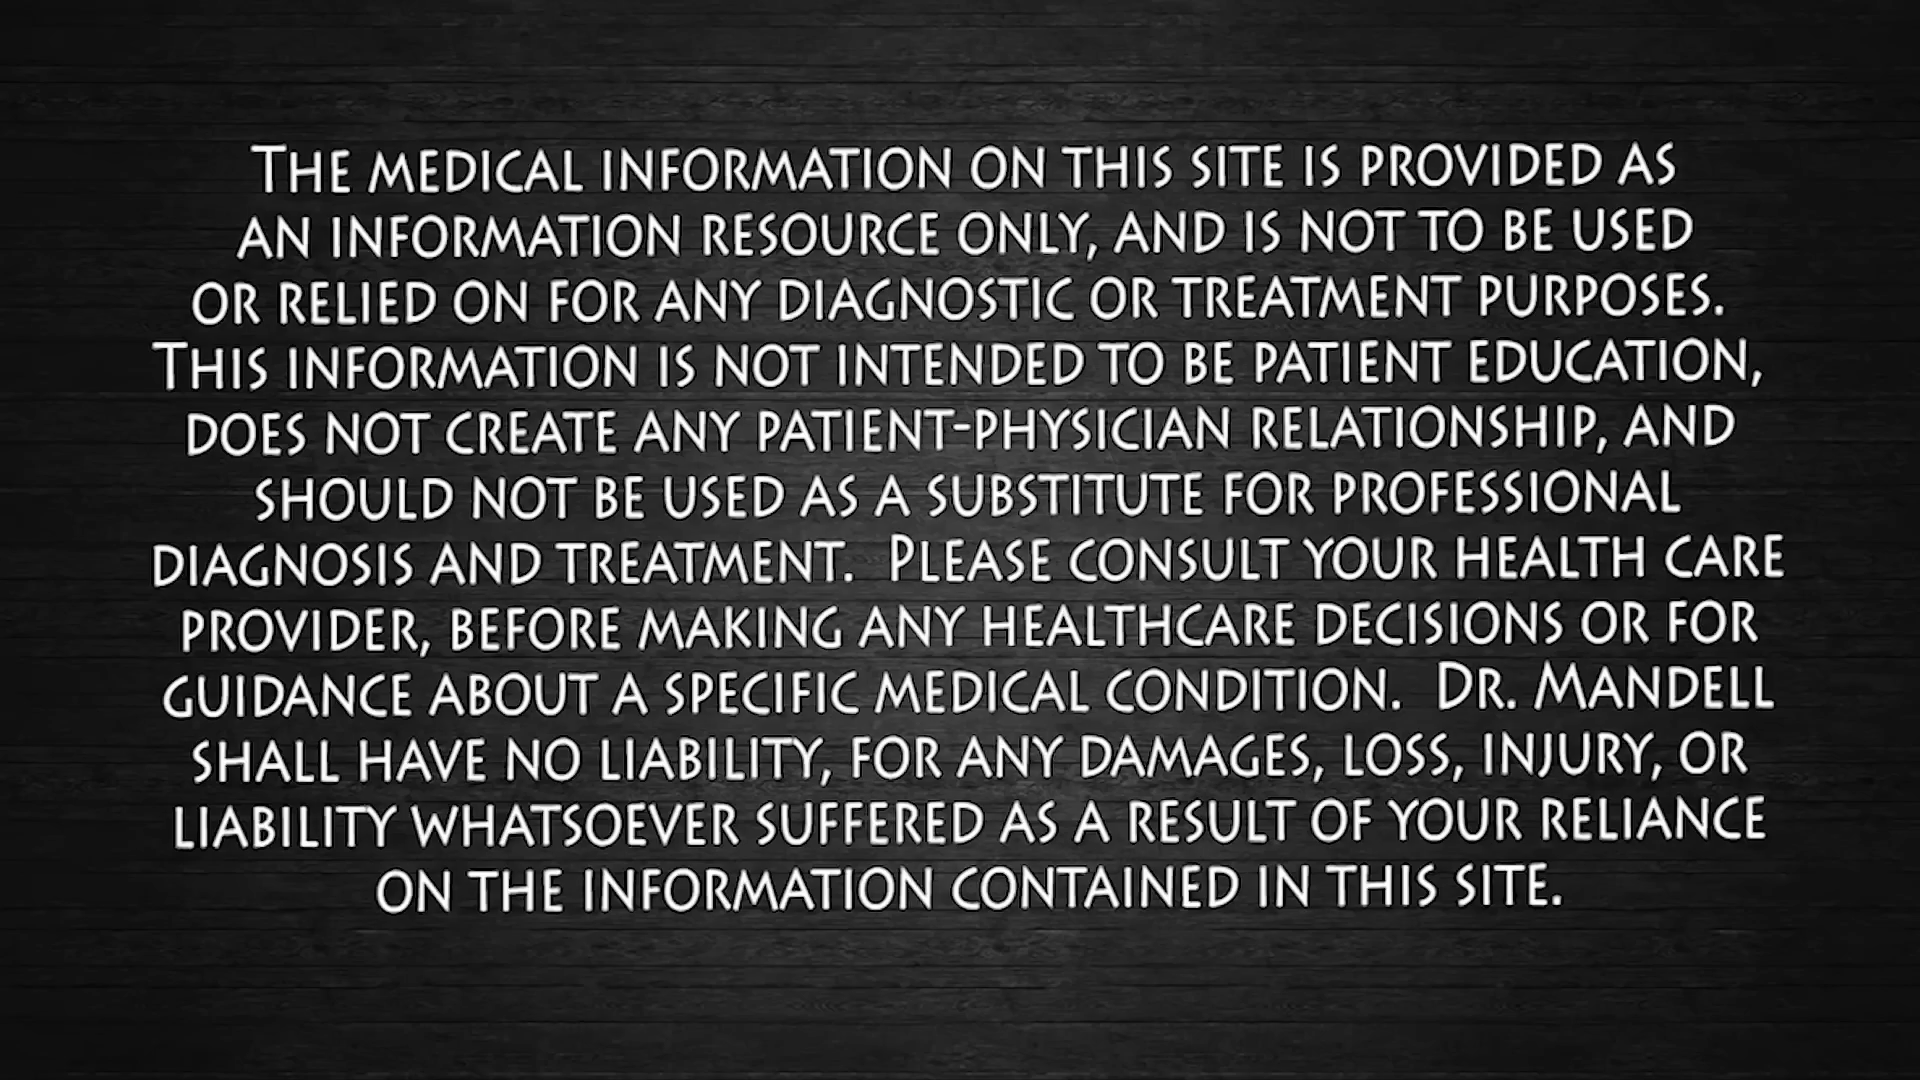 The medical information on this site is provided as
an information resource only, and is not to be used
or relied on for any diagnostic or treatment purposes.
This information is not intended to be patient education,
does not create any patient-physician relationship, and
should not be used as a substitute for professional
diagnosis and treatment.  Please consult your health care
provider, before making any healthcare decisions or for
guidance about a specific medical condition.  Dr. Mandell
shall have no liability, for any damages, loss, injury, or
liability whatsoever suffered as a result of your reliance
on the information contained in this site.